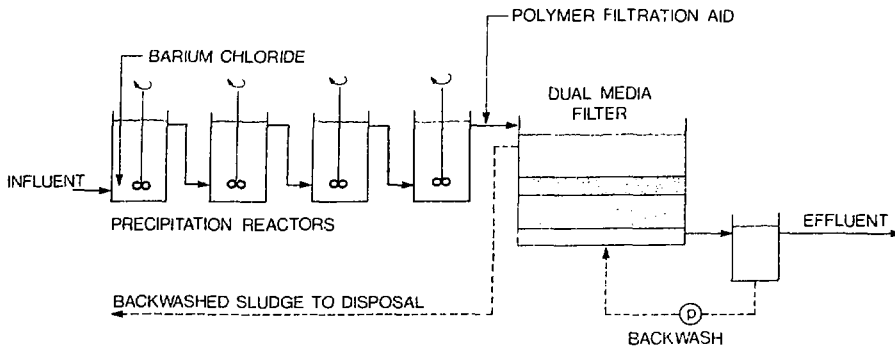 POLYMER FILTRATION AID
BARIUM CHLORIDE
DUAL MEDIA
FILTER
INFLUENT
PRECIPITATION REACTORS
EFFLUENT
BACKWASHED SLUDGE TO DISPOSAL
p
BACKWASH